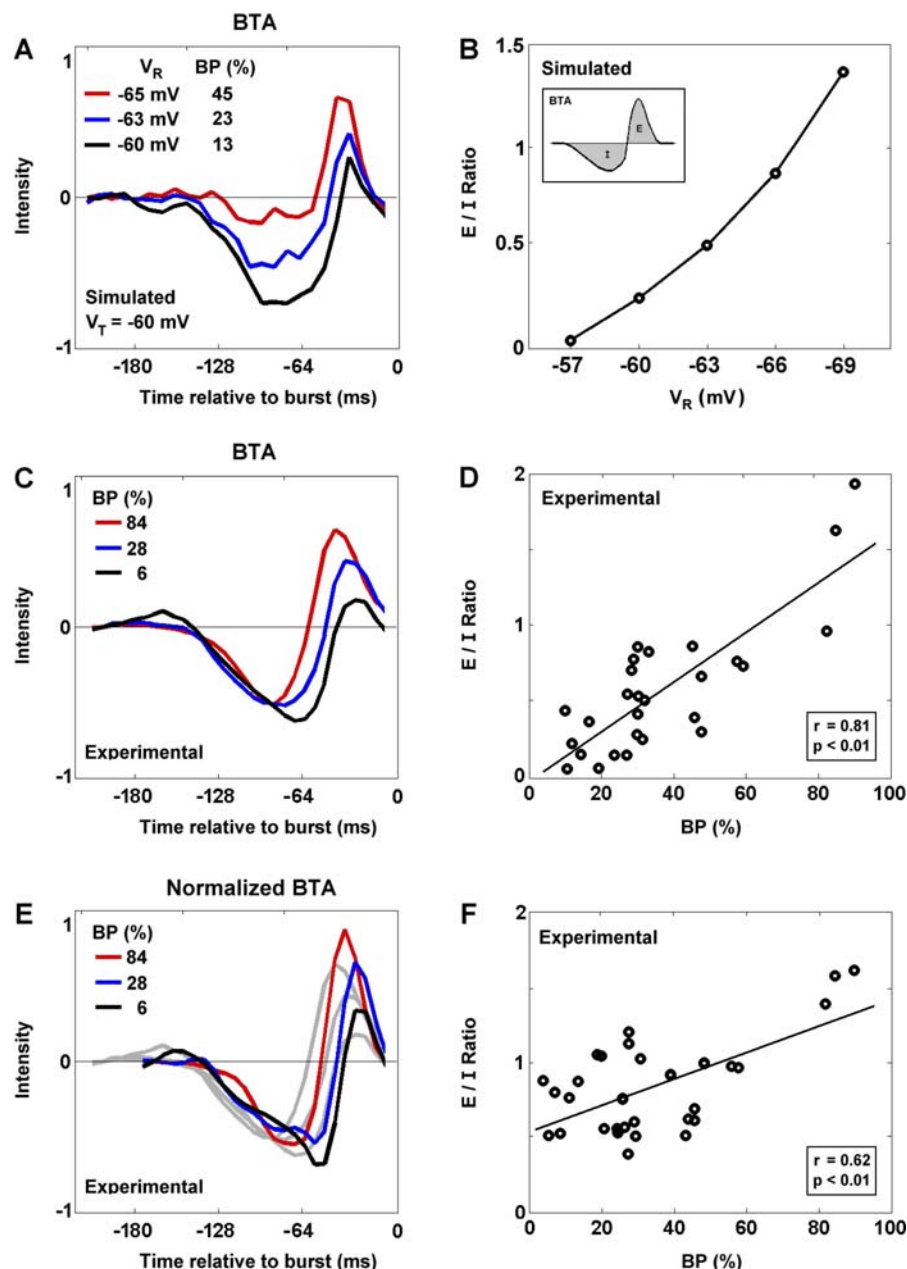 BTA
A
1
V_R BP (%)
-65 mV 45
-63 mV 23
-60 mV 13
0
Intensity
Simulated
V_T = -60 mV
-1
-180 -128 -64 0
Time relative to burst (ms)
B
1.5
Simulated
BTA
E
I
1
E / I Ratio
0.5
0
-57 -60 -63 -66 -69
V_R (mV)
BTA
C
1
BP (%)
84
28
6
0
Intensity
Experimental
-1
-180 -128 -64 0
Time relative to burst (ms)
D
2
Experimental
E / I Ratio
1
r = 0.81
p < 0.01
0
0 20 40 60 80 100
BP (%)
Normalized BTA
E
1
BP (%)
84
28
6
0
Intensity
Experimental
-1
-180 -128 -64 0
Time relative to burst (ms)
F
2
Experimental
E / I Ratio
1
r = 0.62
p < 0.01
0
0 20 40 60 80 100
BP (%)